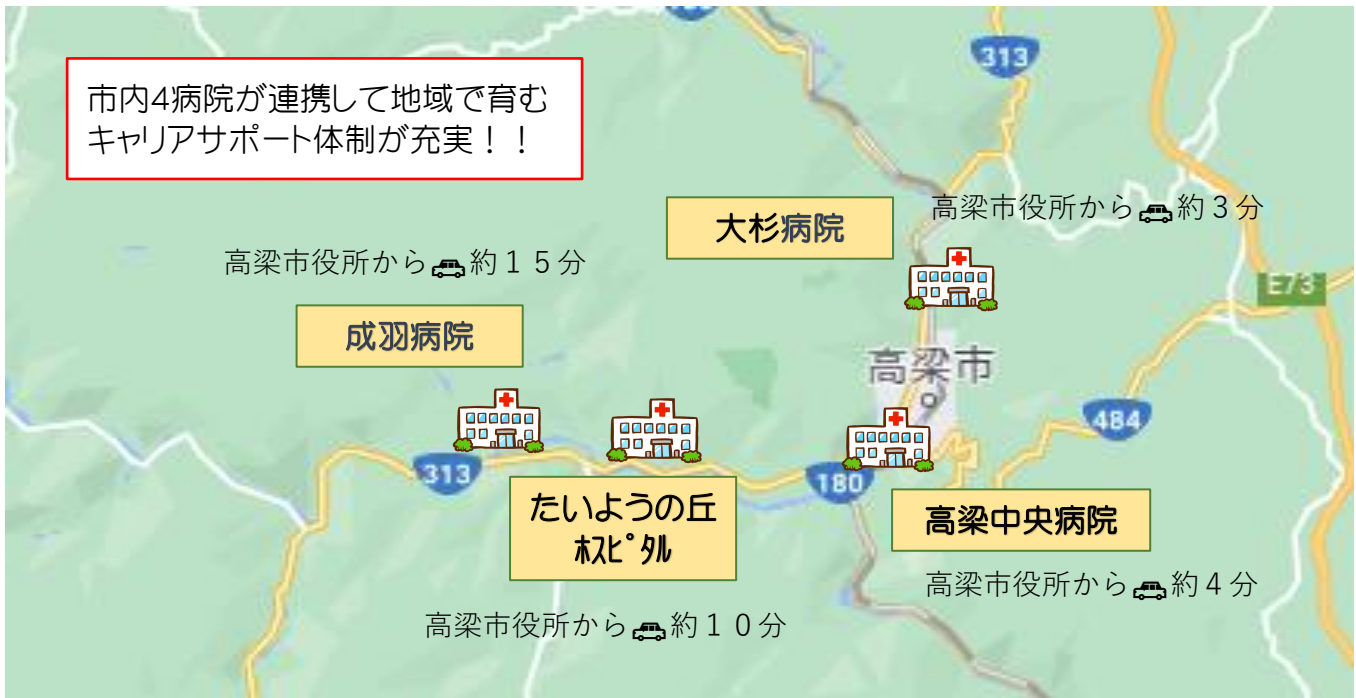 313
市内4病院が連携して地域で育む
キャリアサポート体制が充実！！
大杉病院
高梁市役所から約３分
高梁市役所から約１５分
E73
成羽病院
高梁市
484
313
180
たいようの丘
ﾎｽﾋﾟﾀﾙ
高梁中央病院
高梁市役所から約４分
高梁市役所から約１０分